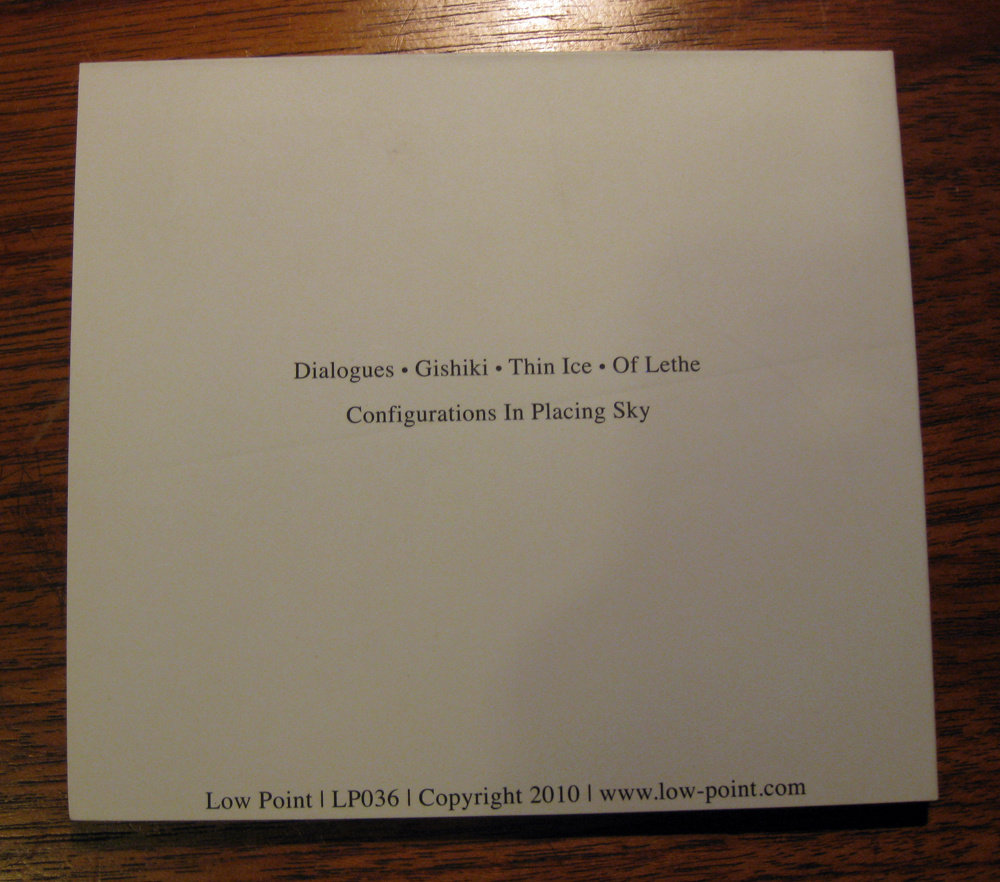 Dialogues • Gishiki • Thin Ice • Of Lethe
Configurations In Placing Sky
Low Point | LP036 | Copyright 2010 | www.low-point.com